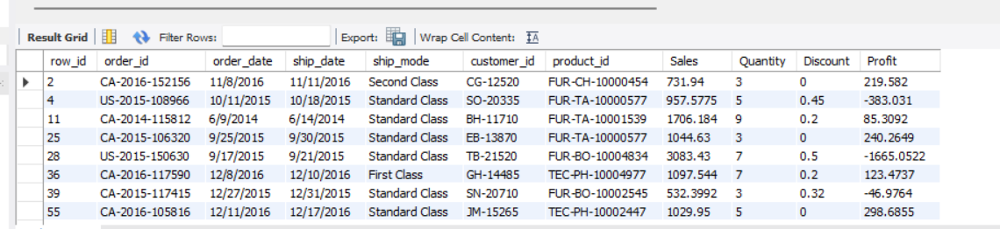 Result Grid Filter Rows: Export: Wrap Cell Content:
row_id order_id order_date ship_date ship_mode customer_id product_id Sales Quantity Discount Profit
2 CA-2016-152156 11/8/2016 11/11/2016 Second Class CG-12520 FUR-CH-10000454 731.94 3 0 219.582
4 US-2015-108966 10/11/2015 10/18/2015 Standard Class SO-20335 FUR-TA-10000577 957.5775 5 0.45 -383.031
11 CA-2014-115812 6/9/2014 6/14/2014 Standard Class BH-11710 FUR-TA-10001539 1706.184 9 0.2 85.3092
25 CA-2015-106320 9/25/2015 9/30/2015 Standard Class EB-13870 FUR-TA-10000577 1044.63 3 0 240.2649
28 US-2015-150630 9/17/2015 9/21/2015 Standard Class TB-21520 FUR-BO-10004834 3083.43 7 0.5 -1665.0522
36 CA-2016-117590 12/8/2016 12/10/2016 First Class GH-14485 TEC-PH-10004977 1097.544 7 0.2 123.4737
39 CA-2015-117415 12/27/2015 12/31/2015 Standard Class SN-20710 FUR-BO-10002545 532.3992 3 0.32 -46.9764
55 CA-2016-105816 12/11/2016 12/17/2016 Standard Class JM-15265 TEC-PH-10002447 1029.95 5 0 298.6855